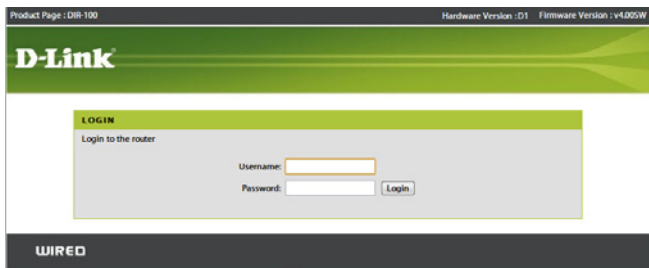 Product Page : DIR-100 Hardware Version : D1 Firmware Version : v4.00SW
D-Link
LOGIN
Login to the router
Username:
Password: Login
WIRED